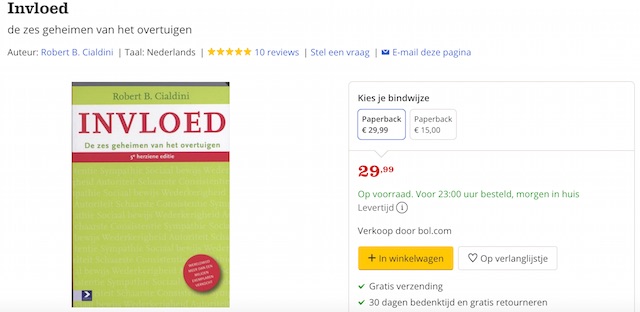 Invloed
de zes geheimen van het overtuigen
Auteur: Robert B. Cialdini | Taal: Nederlands | 10 reviews | Stel een vraag | E-mail deze pagina
Robert B. Cialdini
INVLOED
De zes geheimen van het overtuigen
5e herziene editie
Kies je bindwijze
Paperback
€ 29,99
Paperback
€ 15,00
29,99
Op voorraad. Voor 23:00 uur besteld, morgen in huis
Levertijd
Verkoop door bol.com
+ In winkelwagen
Op verlanglijstje
Gratis verzending
30 dagen bedenktijd en gratis retourneren